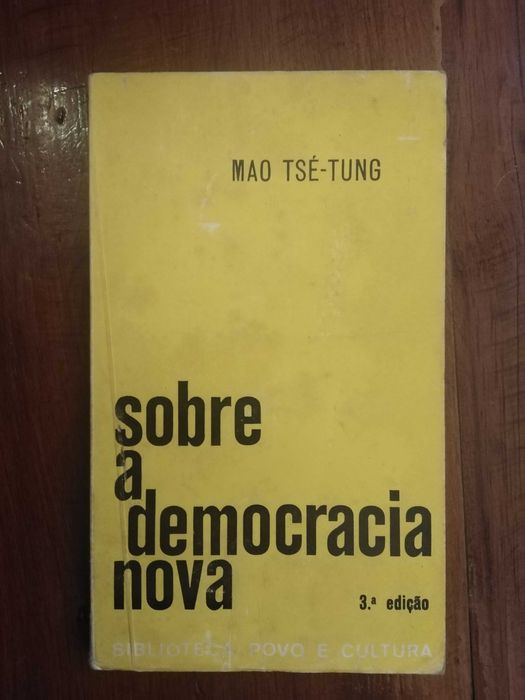 MAO TSÉ-TUNG
sobre
a
democracia
nova
3.ª edição
BIBLIOTECA POVO E CULTURA